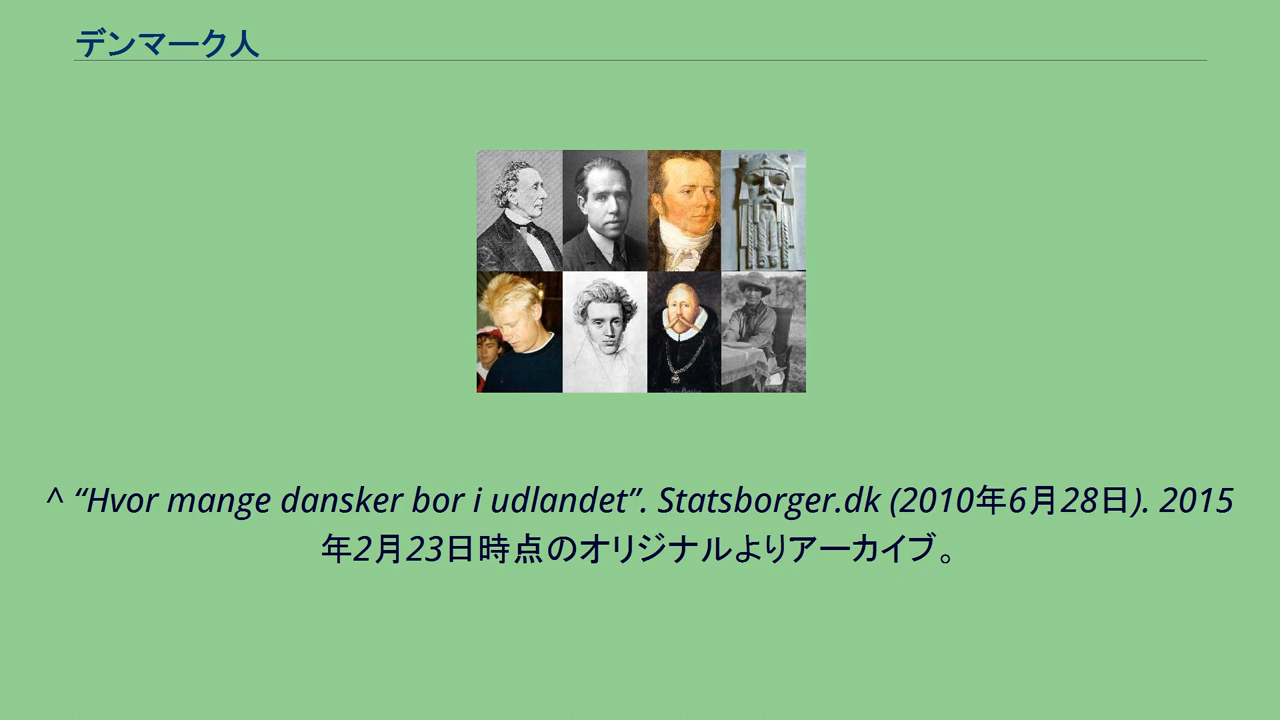 デンマーク人
^ “Hvor mange dansker bor i udlandet”. Statsborger.dk (2010年6月28日). 2015
年2月23日時点のオリジナルよりアーカイブ。